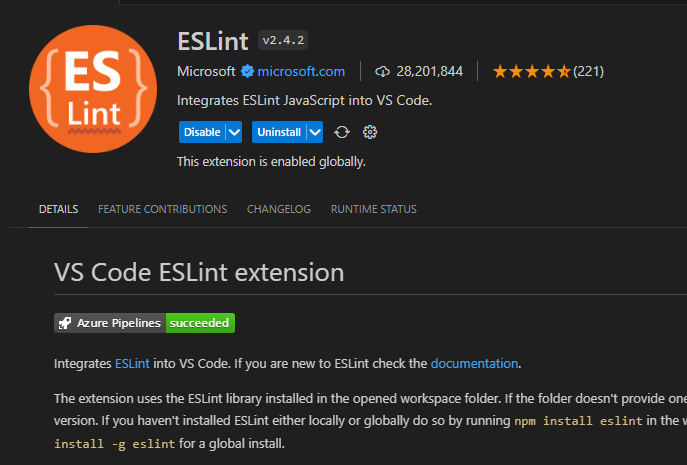 ES
Lint
ESLint v2.4.2
Microsoft microsoft.com 28,201,844 (221)
Integrates ESLint JavaScript into VS Code.
Disable Uninstall
This extension is enabled globally.
DETAILS FEATURE CONTRIBUTIONS CHANGELOG RUNTIME STATUS
VS Code ESLint extension
Azure Pipelines succeeded
Integrates ESLint into VS Code. If you are new to ESLint check the documentation.
The extension uses the ESLint library installed in the opened workspace folder. If the folder doesn't provide one
version. If you haven't installed ESLint either locally or globally do so by running npm install eslint in the w
install -g eslint for a global install.